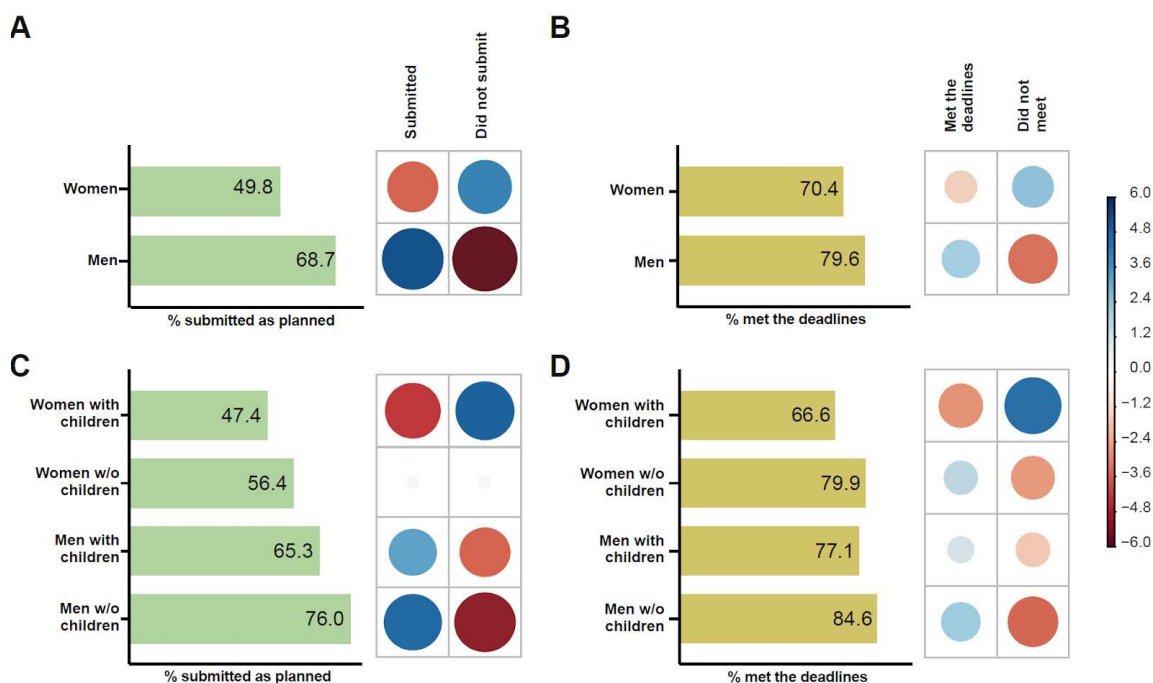 A
Submitted
Did not submit
Women
49.8
Men
68.7
% submitted as planned
B
Met the
deadlines
Did not
meet
Women
70.4
Men
79.6
% met the deadlines
6.0
4.8
3.6
2.4
1.2
0.0
−1.2
−2.4
−3.6
−4.8
−6.0
C
Women with
children
47.4
Women w/o
children
56.4
Men with
children
65.3
Men w/o
children
76.0
% submitted as planned
D
Women with
children
66.6
Women w/o
children
79.9
Men with
children
77.1
Men w/o
children
84.6
% met the deadlines